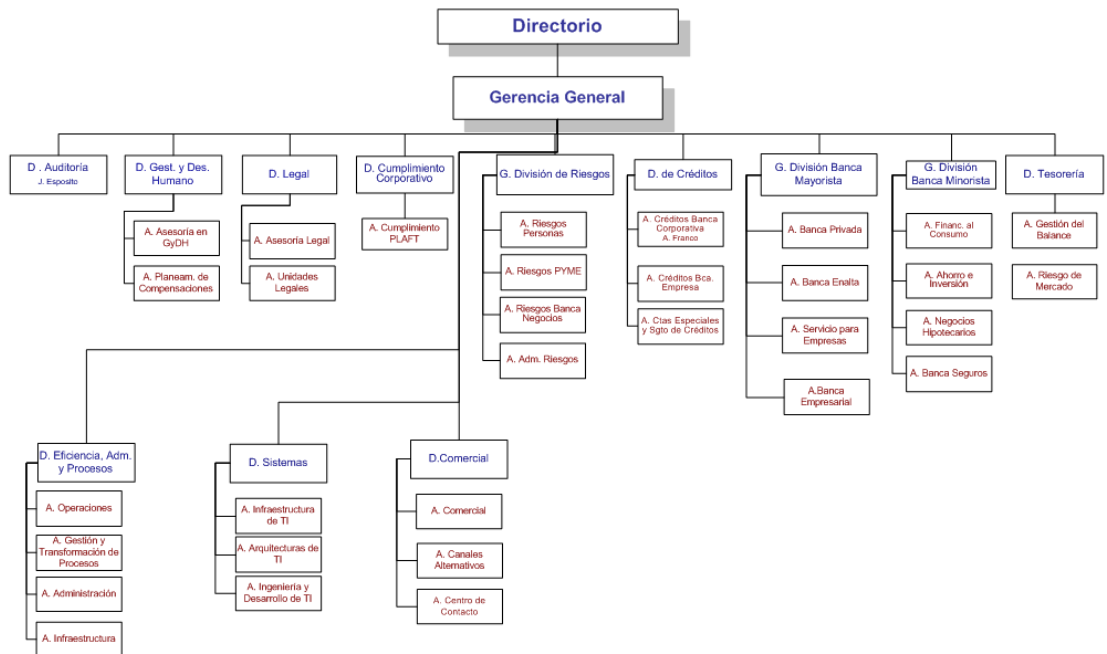 Directorio
Gerencia General
D . Auditoría
J. Esposito
D. Gest. y Des.
Humano
D. Legal
D. Cumplimiento
Corporativo
G. División de Riesgos
D. de Créditos
G. División Banca
Mayorista
G. División
Banca Minorista
D. Tesorería
A. Asesoría en
GyDH
A. Planeam. de
Compensaciones
A. Asesoría Legal
A. Unidades
Legales
A. Cumplimiento
PLAFT
A. Riesgos
Personas
A. Riesgos PYME
A. Riesgos Banca
Negocios
A. Adm. Riesgos
A. Créditos Banca
Corporativa
A. Franco
A. Créditos Bca.
Empresa
A. Ctas Especiales
y Sgto de Créditos
A. Banca Privada
A. Banca Enalta
A. Servicio para
Empresas
A.Banca
Empresarial
A. Financ. al
Consumo
A. Ahorro e
Inversión
A. Negocios
Hipotecarios
A. Banca Seguros
A. Gestión del
Balance
A. Riesgo de
Mercado
D. Eficiencia, Adm.
y Procesos
A. Operaciones
A. Gestión y
Transformación de
Procesos
A. Administración
A. Infraestructura
D. Sistemas
A. Infraestructura
de TI
A. Arquitecturas de
TI
A. Ingeniería y
Desarrollo de TI
D.Comercial
A. Comercial
A. Canales
Alternativos
A. Centro de
Contacto